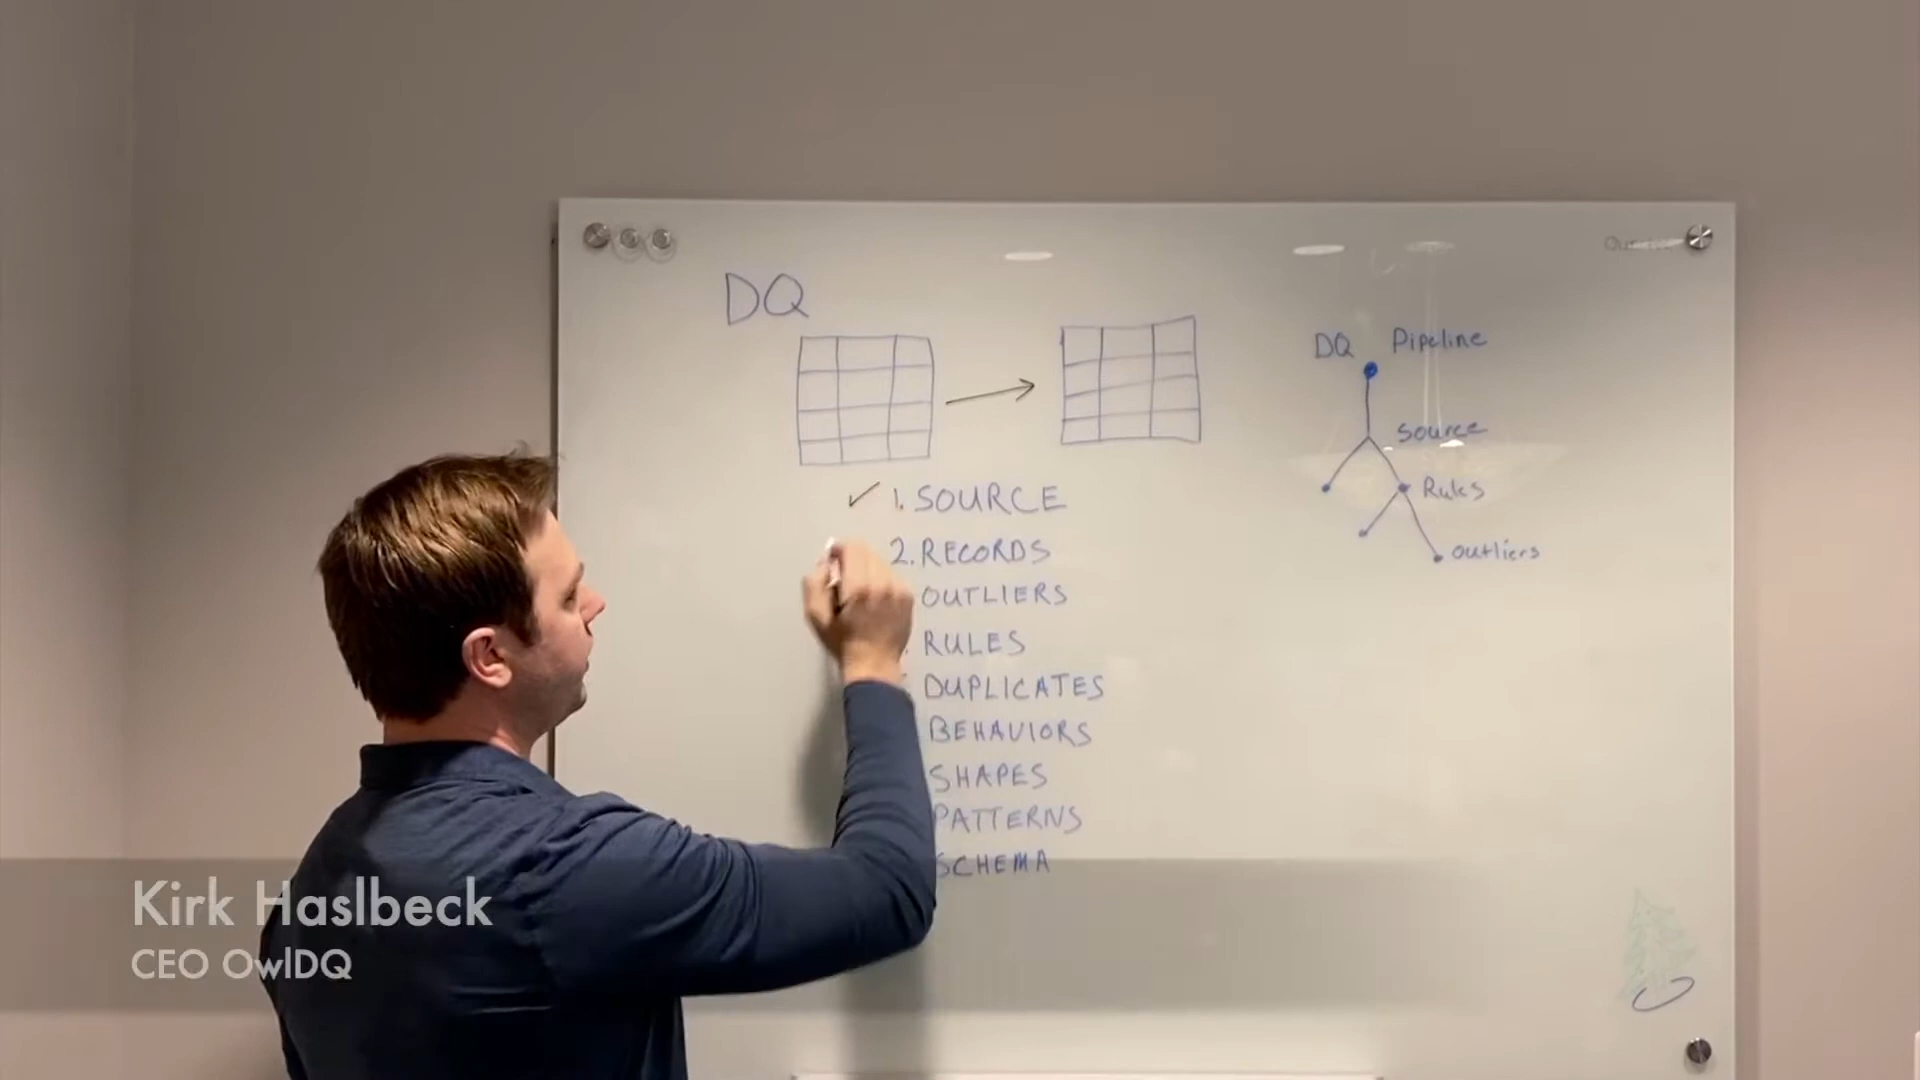 DQ
DQ Pipeline
Source
Rules
Outliers
1. SOURCE
2. RECORDS
OUTLIERS
RULES
DUPLICATES
BEHAVIORS
SHAPES
PATTERNS
SCHEMA
Kirk Haslbeck
CEO OwlDQ